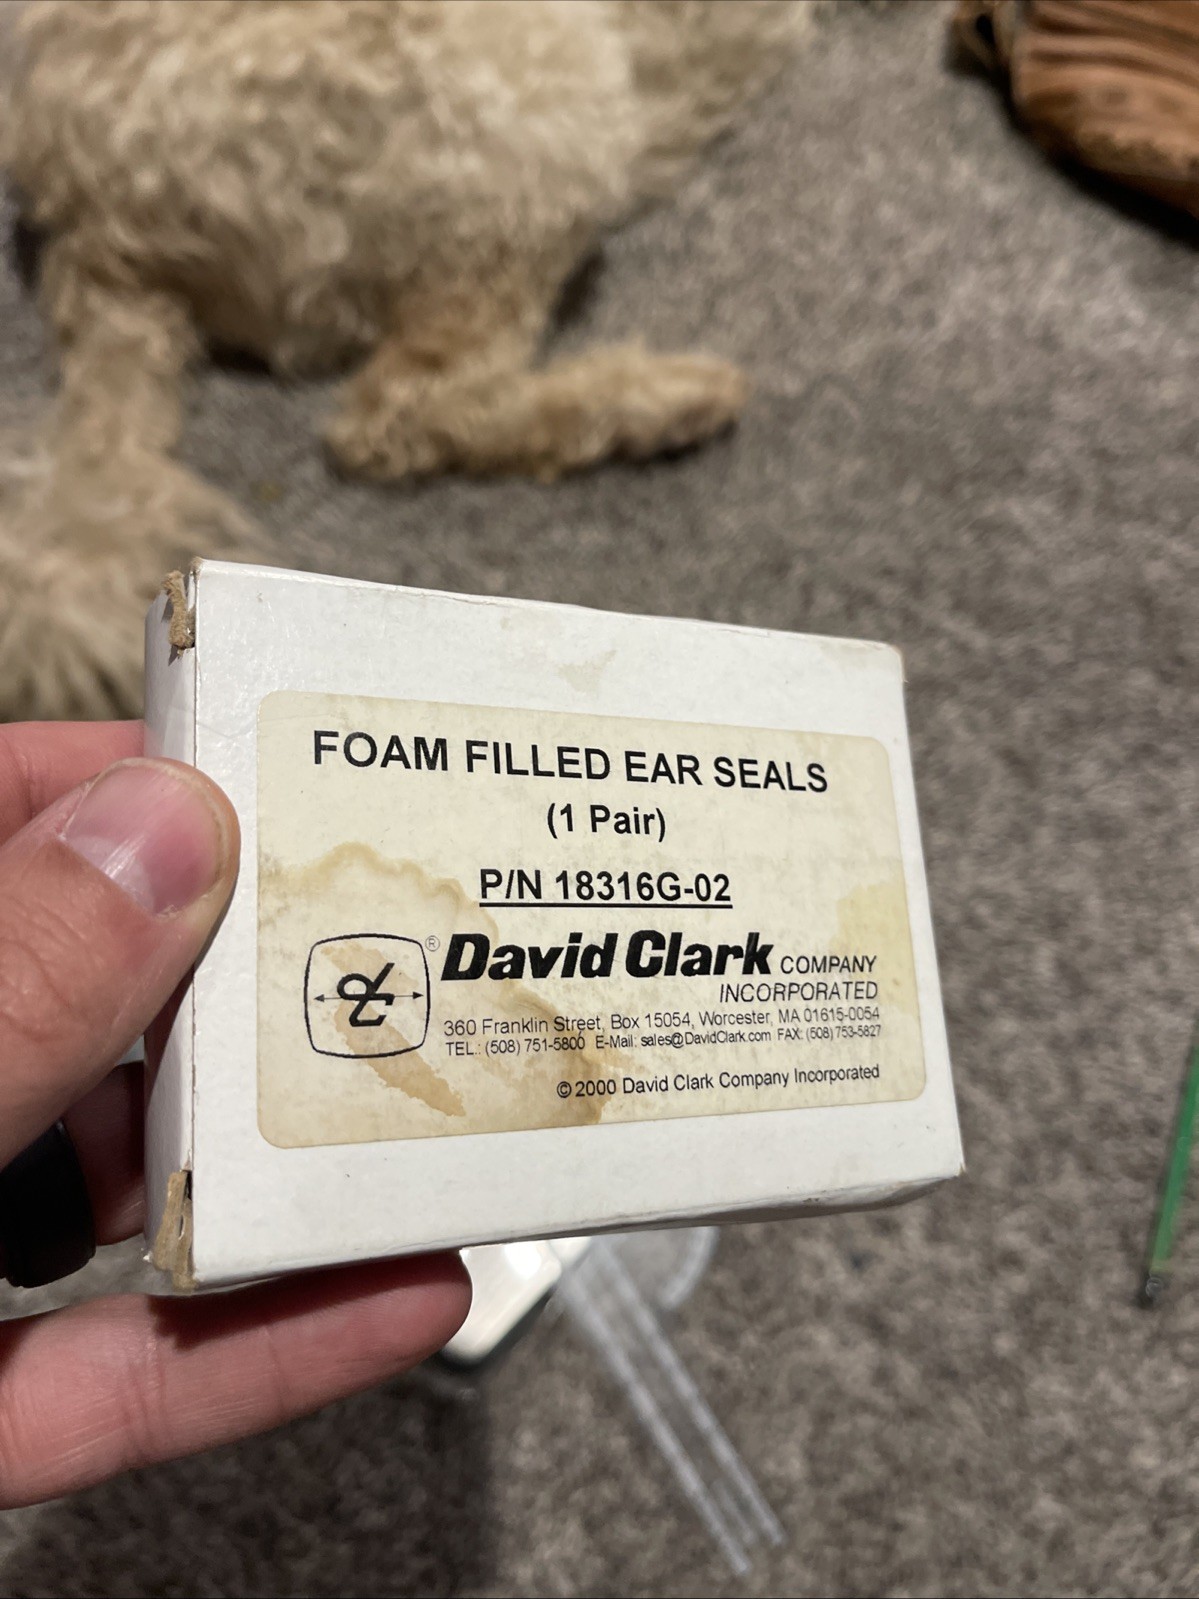 FOAM FILLED EAR SEALS
(1 Pair)
P/N 18316G-02
® David Clark COMPANY
INCORPORATED
360 Franklin Street, Box 15054, Worcester, MA 01615-0054
TEL.: (508) 751-5800 E-Mail: sales@DavidClark.com FAX: (508) 753-5827
© 2000 David Clark Company Incorporated